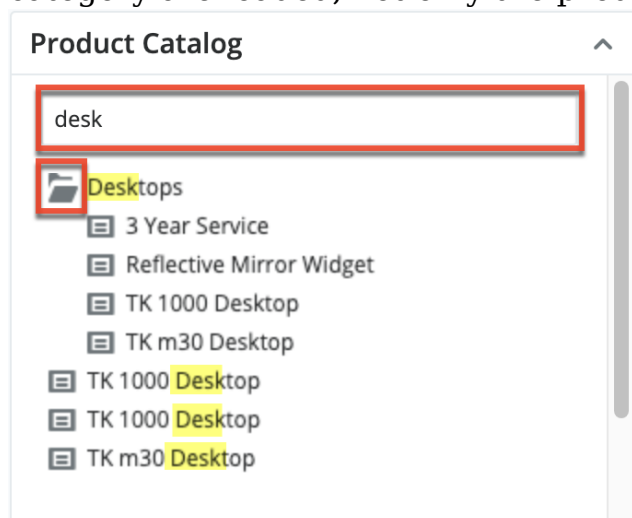 Product Catalog
desk
Desktops
3 Year Service
Reflective Mirror Widget
TK 1000 Desktop
TK m30 Desktop
TK 1000 Desktop
TK 1000 Desktop
TK m30 Desktop